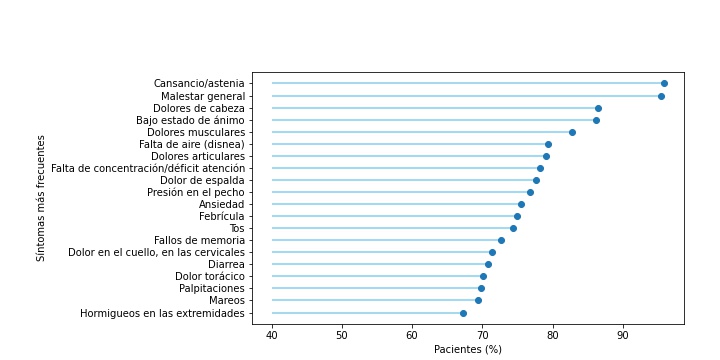 Síntomas más frecuentes
Cansancio/astenia
Malestar general
Dolores de cabeza
Bajo estado de ánimo
Dolores musculares
Falta de aire (disnea)
Dolores articulares
Falta de concentración/déficit atención
Dolor de espalda
Presión en el pecho
Ansiedad
Febrícula
Tos
Fallos de memoria
Dolor en el cuello, en las cervicales
Diarrea
Dolor torácico
Palpitaciones
Mareos
Hormigueos en las extremidades
40 50 60 70 80 90
Pacientes (%)